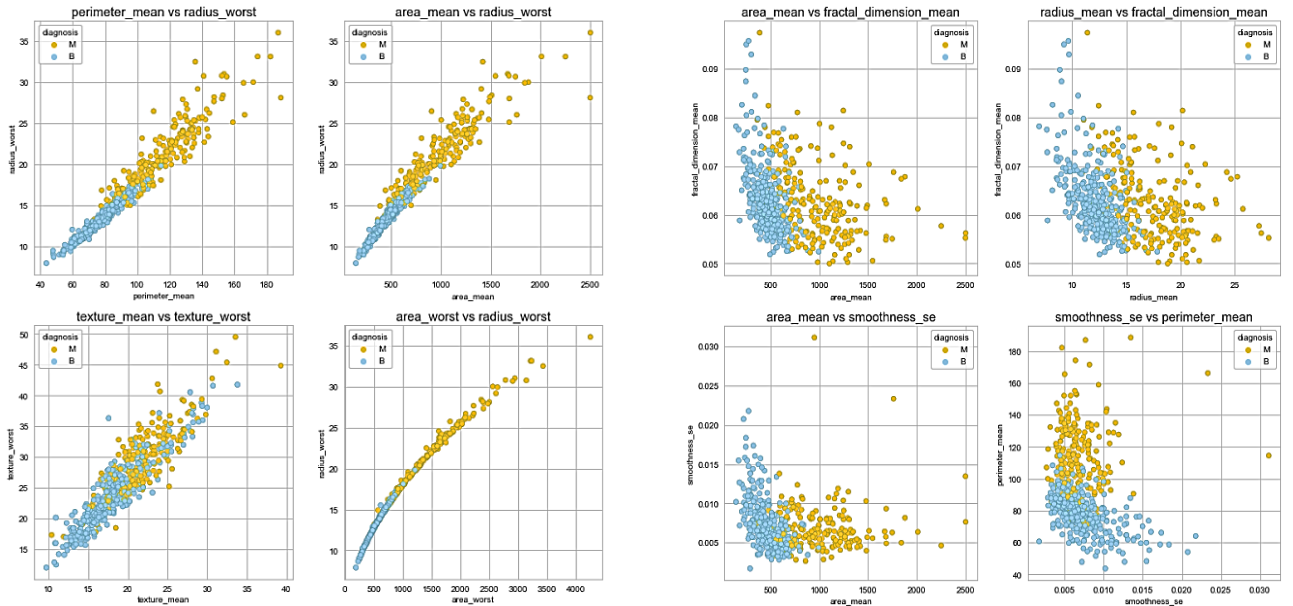 perimeter_mean vs radius_worst
diagnosis
M
B
35
30
25
20
15
10
radius_worst
40 60 80 100 120 140 160 180
perimeter_mean
area_mean vs radius_worst
diagnosis
M
B
35
30
25
20
15
10
radius_worst
500 1000 1500 2000 2500
area_mean
area_mean vs fractal_dimension_mean
diagnosis
M
B
0.09
0.08
0.07
0.06
0.05
fractal_dimension_mean
500 1000 1500 2000 2500
area_mean
radius_mean vs fractal_dimension_mean
diagnosis
M
B
0.09
0.08
0.07
0.06
0.05
fractal_dimension_mean
10 15 20 25
radius_mean
texture_mean vs texture_worst
diagnosis
M
B
50
45
40
35
30
25
20
15
texture_worst
10 15 20 25 30 35 40
texture_mean
area_worst vs radius_worst
diagnosis
M
B
35
30
25
20
15
10
radius_worst
0 500 1000 1500 2000 2500 3000 3500 4000
area_worst
area_mean vs smoothness_se
diagnosis
M
B
0.030
0.025
0.020
0.015
0.010
0.005
smoothness_se
500 1000 1500 2000 2500
area_mean
smoothness_se vs perimeter_mean
diagnosis
M
B
180
160
140
120
100
80
60
40
perimeter_mean
0.005 0.010 0.015 0.020 0.025 0.030
smoothness_se